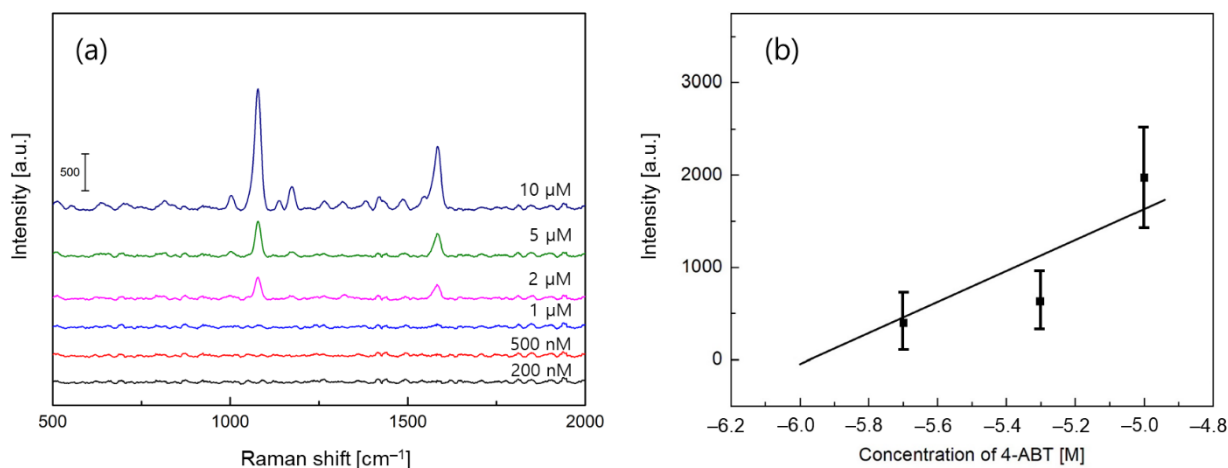 (a)
Intensity [a.u.]
500
10 µM
5 µM
2 µM
1 µM
500 nM
200 nM
500 1000 1500 2000
Raman shift [cm⁻¹]
(b)
Intensity [a.u.]
3000
2000
1000
0
–6.2 –6.0 –5.8 –5.6 –5.4 –5.2 –5.0 –4.8
Concentration of 4-ABT [M]